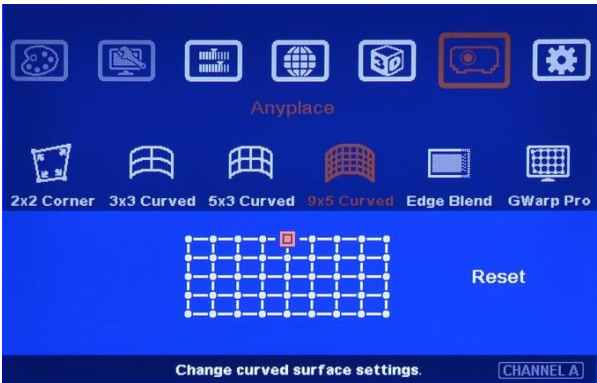 3D
Anyplace
2x2 Corner 3x3 Curved 5x3 Curved 9x5 Curved Edge Blend GWarp Pro
Reset
Change curved surface settings.
CHANNEL A